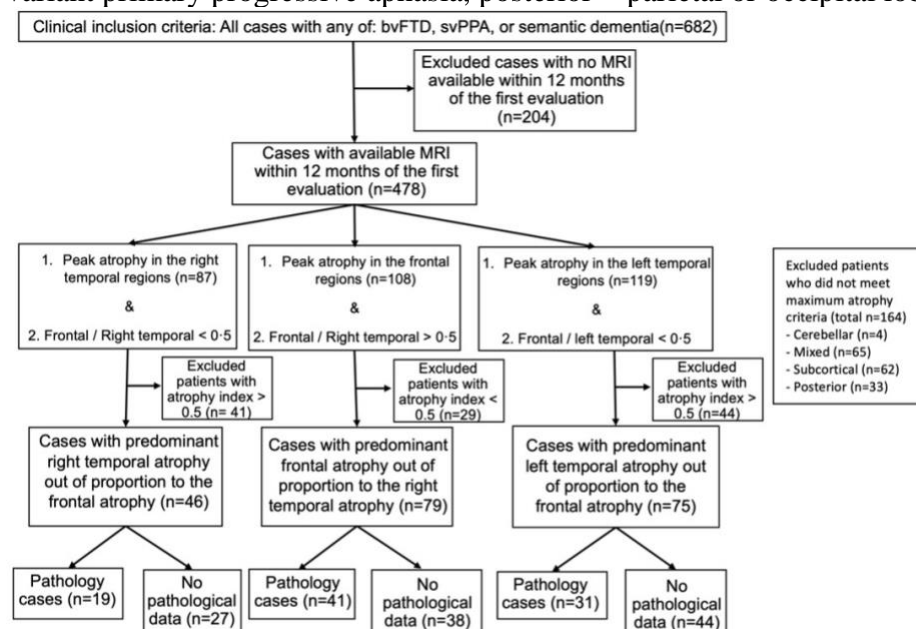 variant primary progressive aphasia; posterior = parietal or occipital
Clinical inclusion criteria: All cases with any of: bvFTD, svPPA, or semantic dementia(n=682)
Excluded cases with no MRI
available within 12 months
of the first evaluation
(n=204)
Cases with available MRI
within 12 months of the first
evaluation (n=478)
1. Peak atrophy in the right
temporal regions (n=87)
&
2. Frontal / Right temporal < 0·5
1. Peak atrophy in the frontal
regions (n=108)
&
2. Frontal / Right temporal > 0·5
1. Peak atrophy in the left temporal
regions (n=119)
&
2. Frontal / left temporal < 0·5
Excluded patients
who did not meet
maximum atrophy
criteria (total n=164)
- Cerebellar (n=4)
- Mixed (n=65)
- Subcortical (n=62)
- Posterior (n=33)
Excluded
patients with
atrophy index >
0.5 (n= 41)
Excluded
patients with
atrophy index <
0.5 (n=29)
Excluded
patients with
atrophy index >
0.5 (n=44)
Cases with predominant
right temporal atrophy
out of proportion to the
frontal atrophy (n=46)
Cases with predominant
frontal atrophy out of
proportion to the right
temporal atrophy (n=79)
Cases with predominant
left temporal atrophy out
of proportion to the
frontal atrophy (n=75)
Pathology
cases (n=19)
No
pathological
data (n=27)
Pathology
cases (n=41)
No
pathological
data (n=38)
Pathology
cases (n=31)
No
pathological
data (n=44)